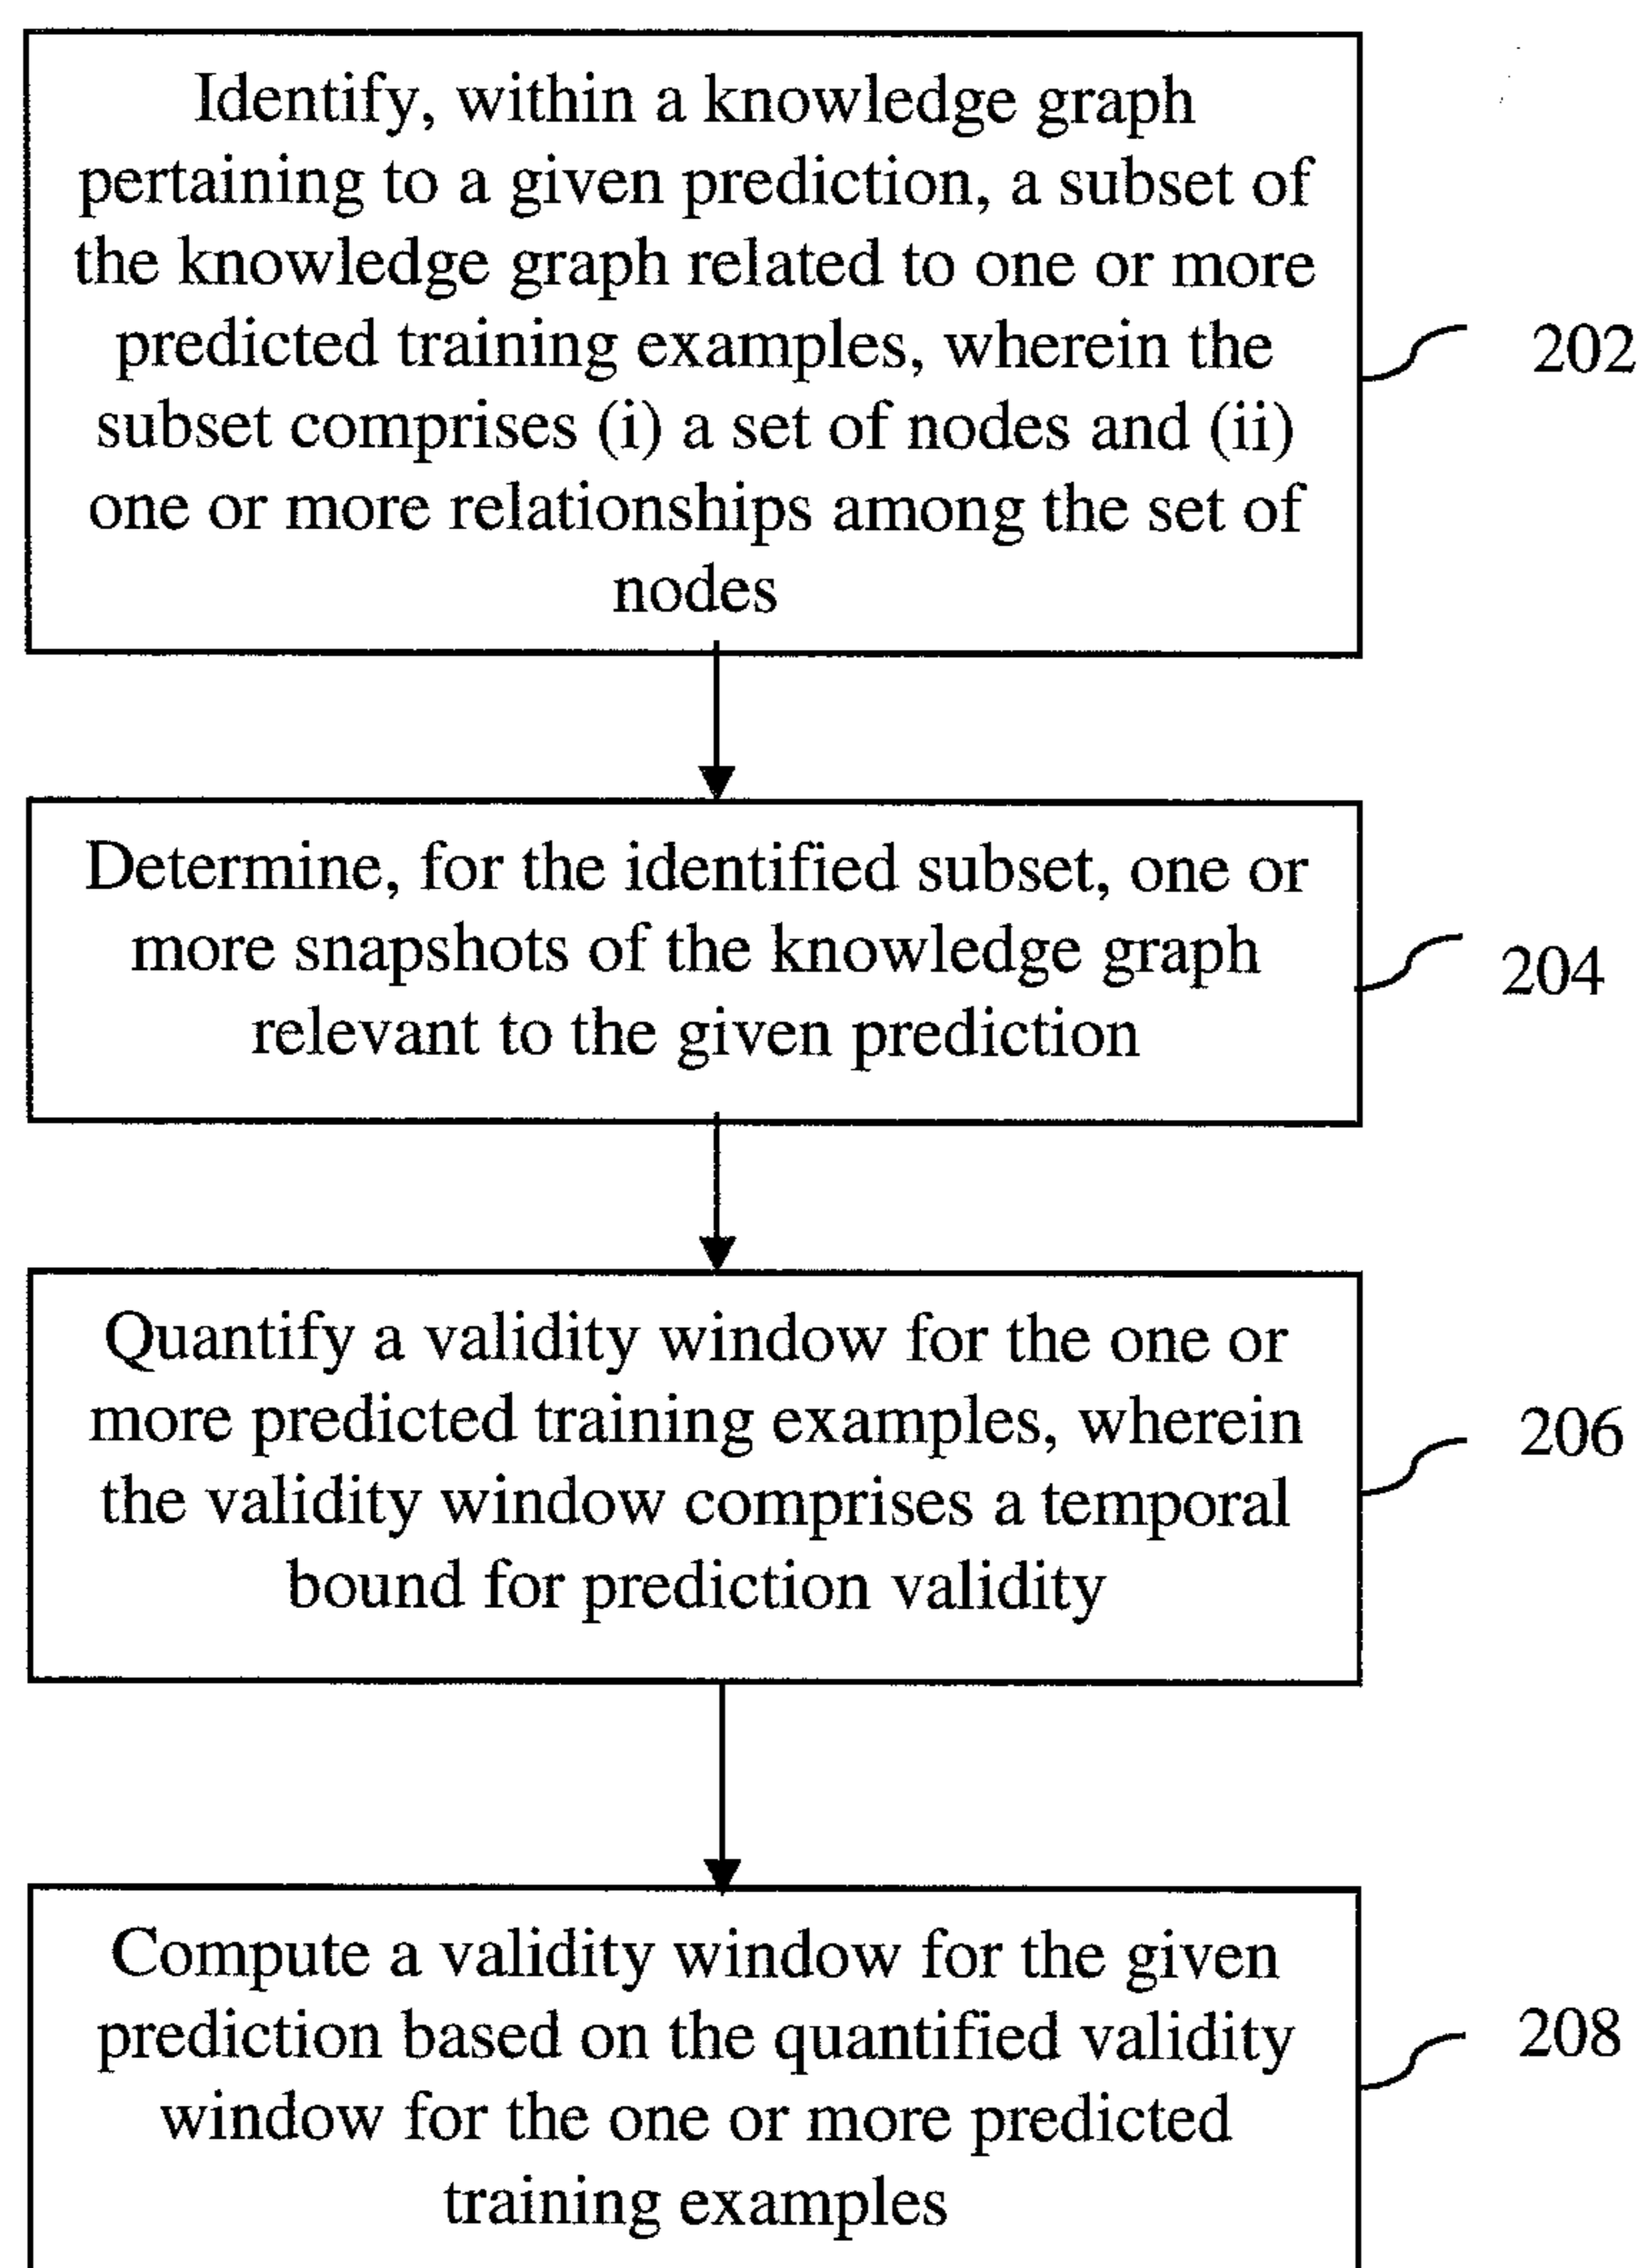 Identify, within a knowledge graph
pertaining to a given prediction, a subset of
the knowledge graph related to one or more
predicted training examples, wherein the
subset comprises (i) a set of nodes and (ii)
one or more relationships among the set of
nodes
202
Determine, for the identified subset, one or
more snapshots of the knowledge graph
relevant to the given prediction
204
Quantify a validity window for the one or
more predicted training examples, wherein
the validity window comprises a temporal
bound for prediction validity
206
Compute a validity window for the given
prediction based on the quantified validity
window for the one or more predicted
training examples
208